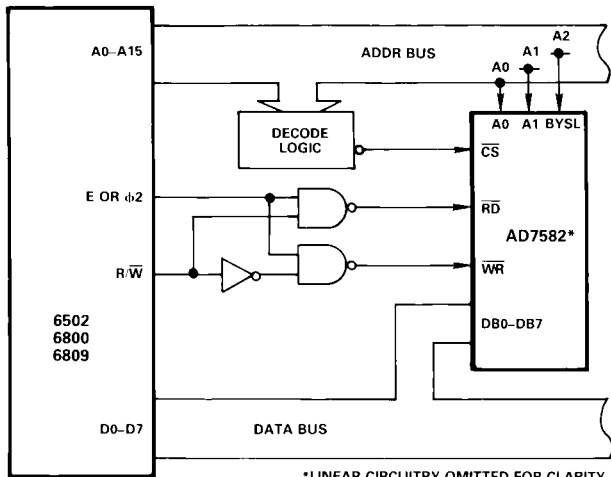 A0–A15
ADDR BUS
A2
A1
A0
A0 A1 BYSL
DECODE
LOGIC
CS
E OR ϕ2
RD
AD7582*
R/W
WR
6502
6800
6809
DB0–DB7
D0–D7
DATA BUS
*LINEAR CIRCUITRY OMITTED FOR CLARITY